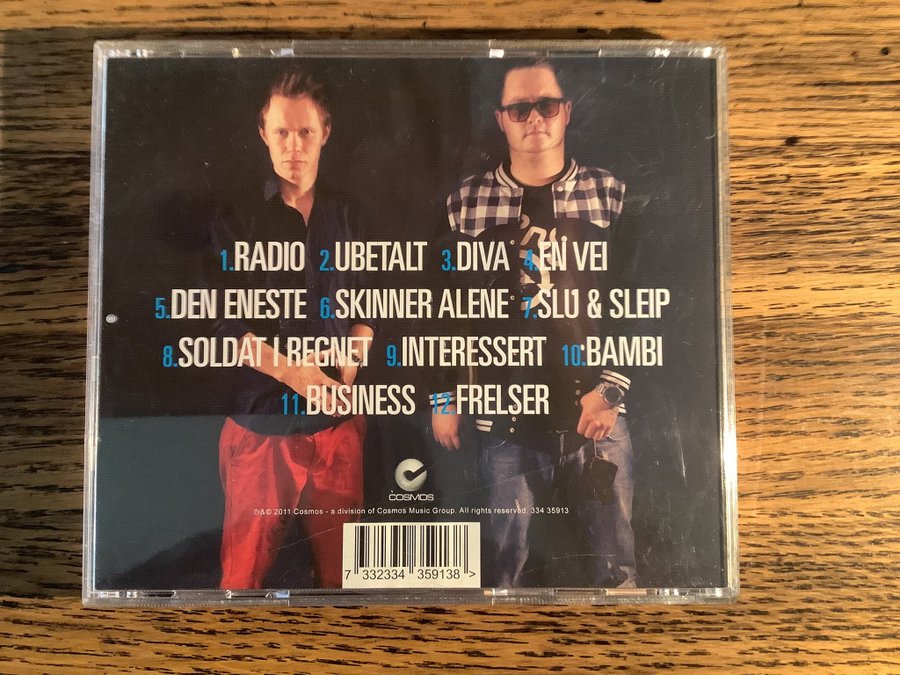 1.RADIO 2.UBETALT 3.DIVA 4.EN VEI
5.DEN ENESTE 6.SKINNER ALENE 7.SLU & SLEIP
8.SOLDAT I REGNET 9.INTERESSERT 10.BAMBI
11.BUSINESS 12.FRELSER
COSMOS
℗&© 2011 Cosmos - a division of Cosmos Music Group. All rights reserved. 334 35913
7 332334 359138 >